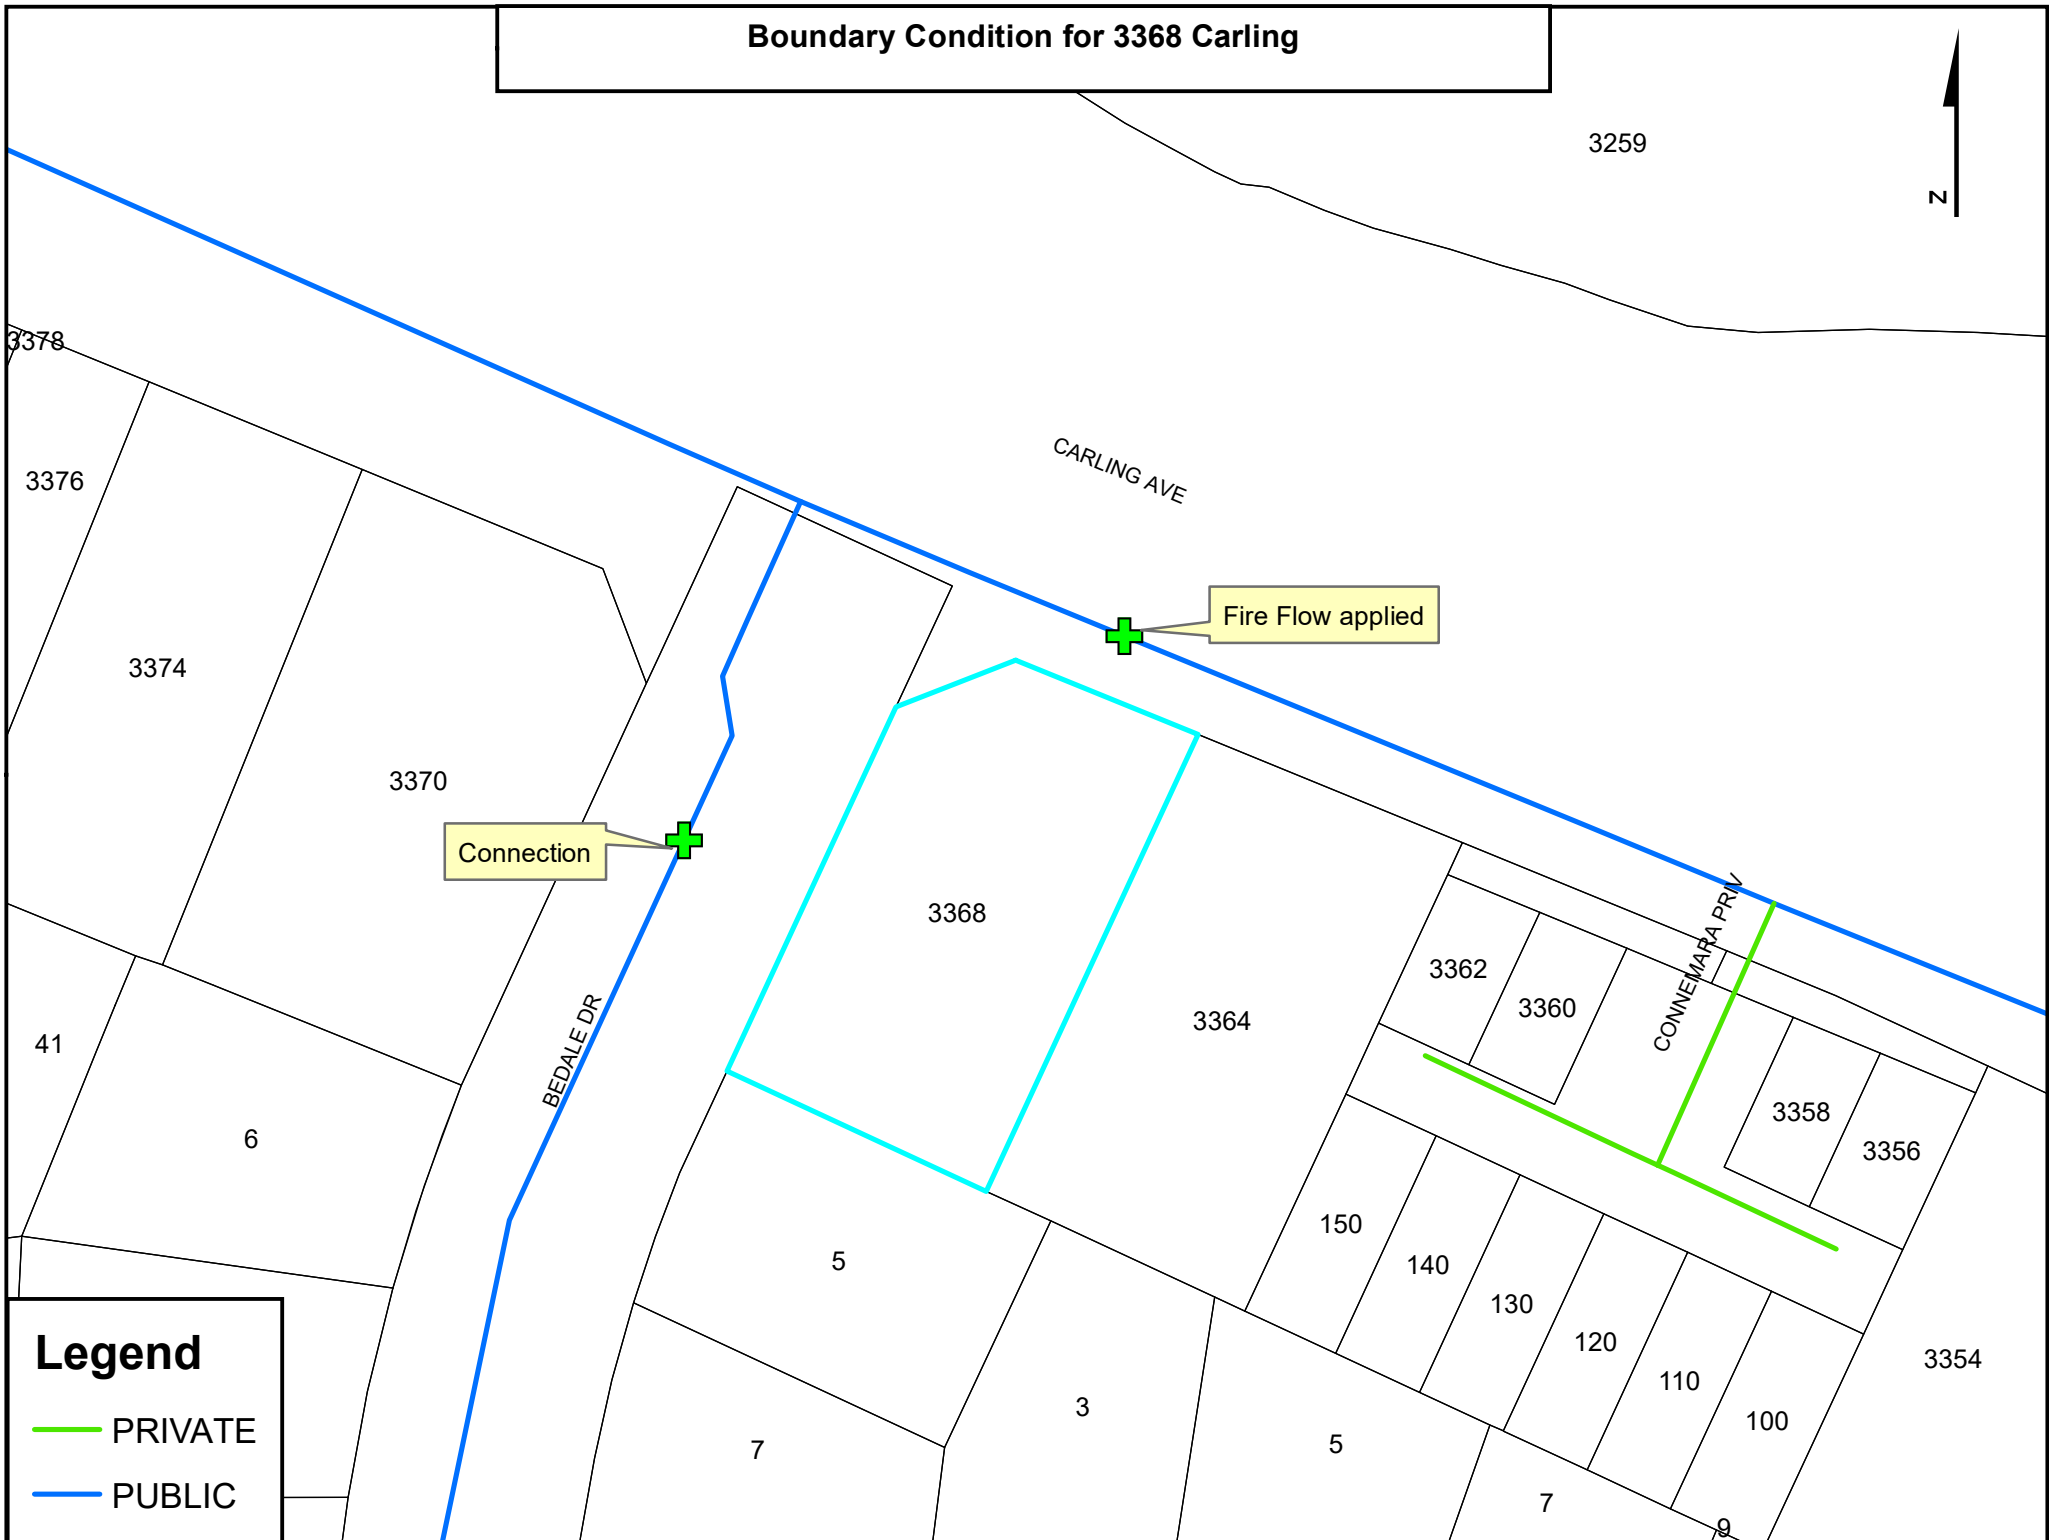 Boundary Condition for 3368 Carling
3259
N
3378
3376
CARLING AVE
3374
Fire Flow applied
3370
Connection
3368
CONNEMARA PRIV
3362
3360
3364
41
BEDALE DR
3358
3356
6
150
5
140
130
120
3354
110
3
100
5
7
7
9
Legend
PRIVATE
PUBLIC